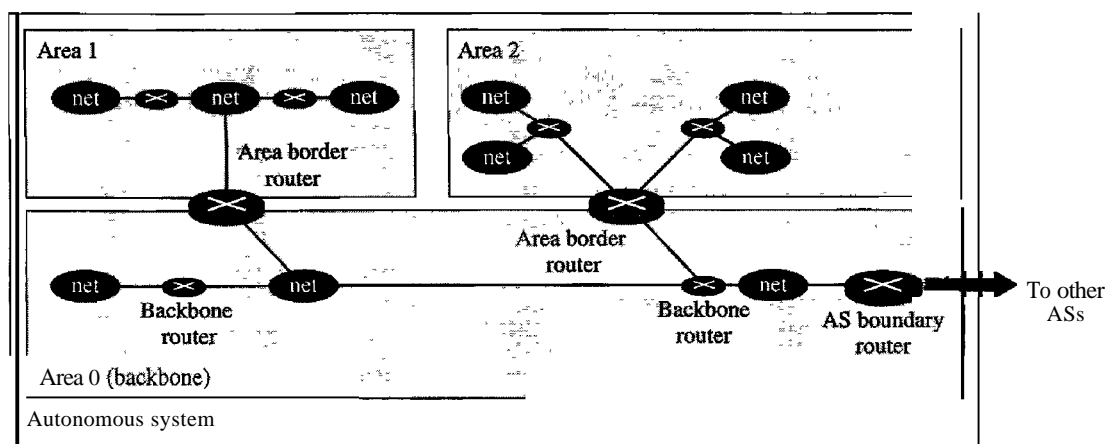 Area 1
Area 2
net
net
net
net
net
net
net
Area border
router
Area border
router
net
net
net
Backbone
router
Backbone
router
AS boundary
router
To other
ASs
Area 0 (backbone)
Autonomous system